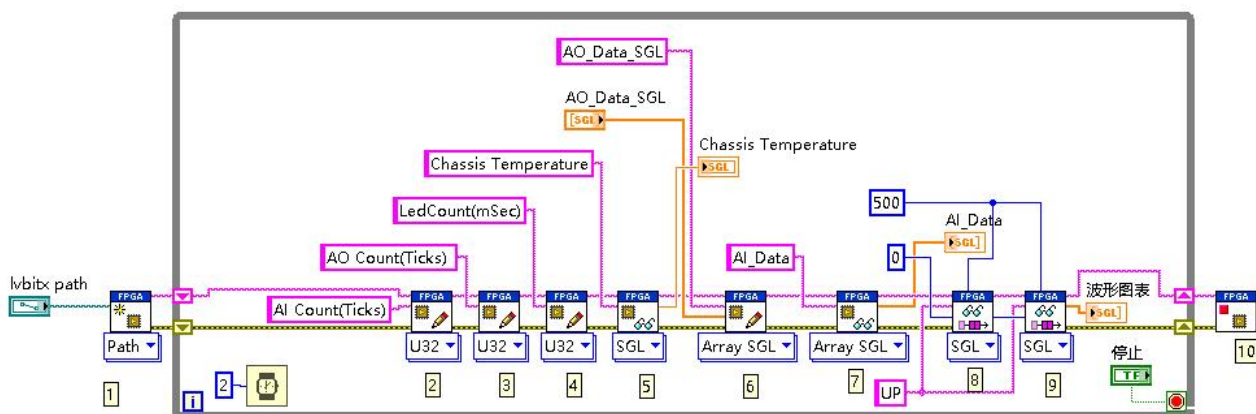 AO_Data_SGL
AO_Data_SGL
SGL
Chassis Temperature
Chassis Temperature
SGL
500
LedCount(mSec)
AI_Data
SGL
AO Count(Ticks)
AI_Data
0
lvbitx path
AI Count(Ticks)
波形图表
SGL
FPGA
FPGA
FPGA
FPGA
FPGA
FPGA
FPGA
FPGA
FPGA
FPGA
Path
U32
U32
U32
SGL
Array SGL
Array SGL
SGL
SGL
停止
TF
1
2
3
4
5
6
7
8
9
10
UP
2
i